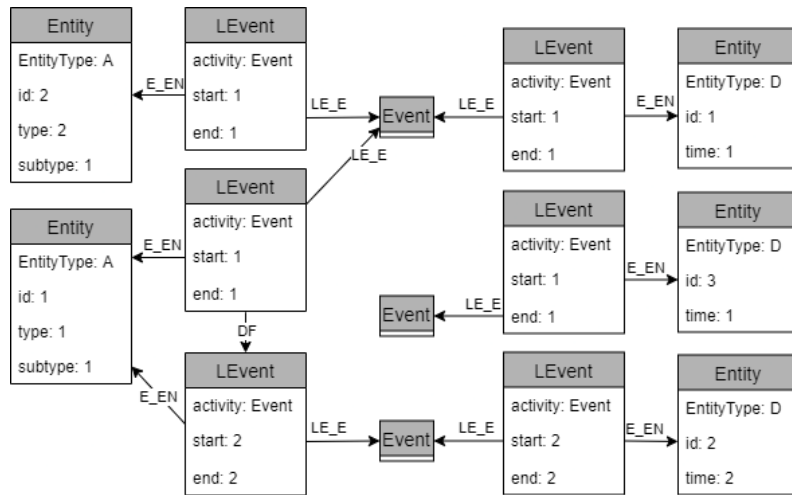 Entity
EntityType: A
id: 2
type: 2
subtype: 1
E_EN
LEvent
activity: Event
start: 1
end: 1
LE_E
Event
LE_E
LEvent
activity: Event
start: 1
end: 1
E_EN
Entity
EntityType: D
id: 1
time: 1
Entity
EntityType: A
id: 1
type: 1
subtype: 1
E_EN
LEvent
activity: Event
start: 1
end: 1
LE_E
DF
Event
LE_E
LEvent
activity: Event
start: 1
end: 1
E_EN
Entity
EntityType: D
id: 3
time: 1
E_EN
LEvent
activity: Event
start: 2
end: 2
LE_E
Event
LE_E
LEvent
activity: Event
start: 2
end: 2
E_EN
Entity
EntityType: D
id: 2
time: 2